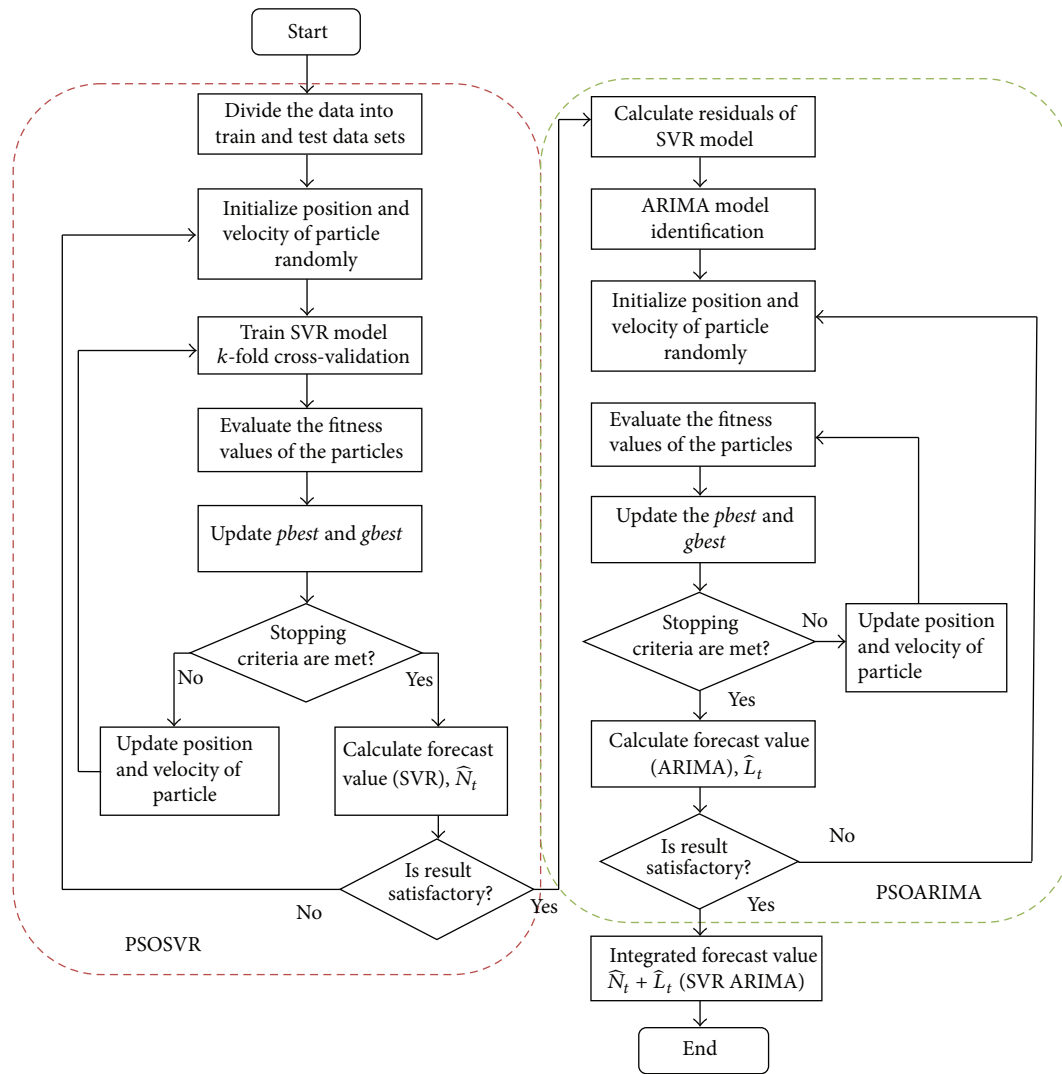 Start
Divide the data into
train and test data sets
Initialize position and
velocity of particle
randomly
Train SVR model
k-fold cross-validation
Evaluate the fitness
values of the particles
Update pbest and gbest
Stopping
criteria are met?
No
Yes
Update position
and velocity of
particle
Calculate forecast
value (SVR), N̂_t
Is result
satisfactory?
No
Yes
PSOSVR
Calculate residuals of
SVR model
ARIMA model
identification
Initialize position and
velocity of particle
randomly
Evaluate the fitness
values of the particles
Update the pbest and
gbest
Stopping
criteria are met?
No
Update position
and velocity of
particle
Yes
Calculate forecast value
(ARIMA), L̂_t
Is result
satisfactory?
No
Yes
PSOARIMA
Integrated forecast value
N̂_t + L̂_t (SVR ARIMA)
End